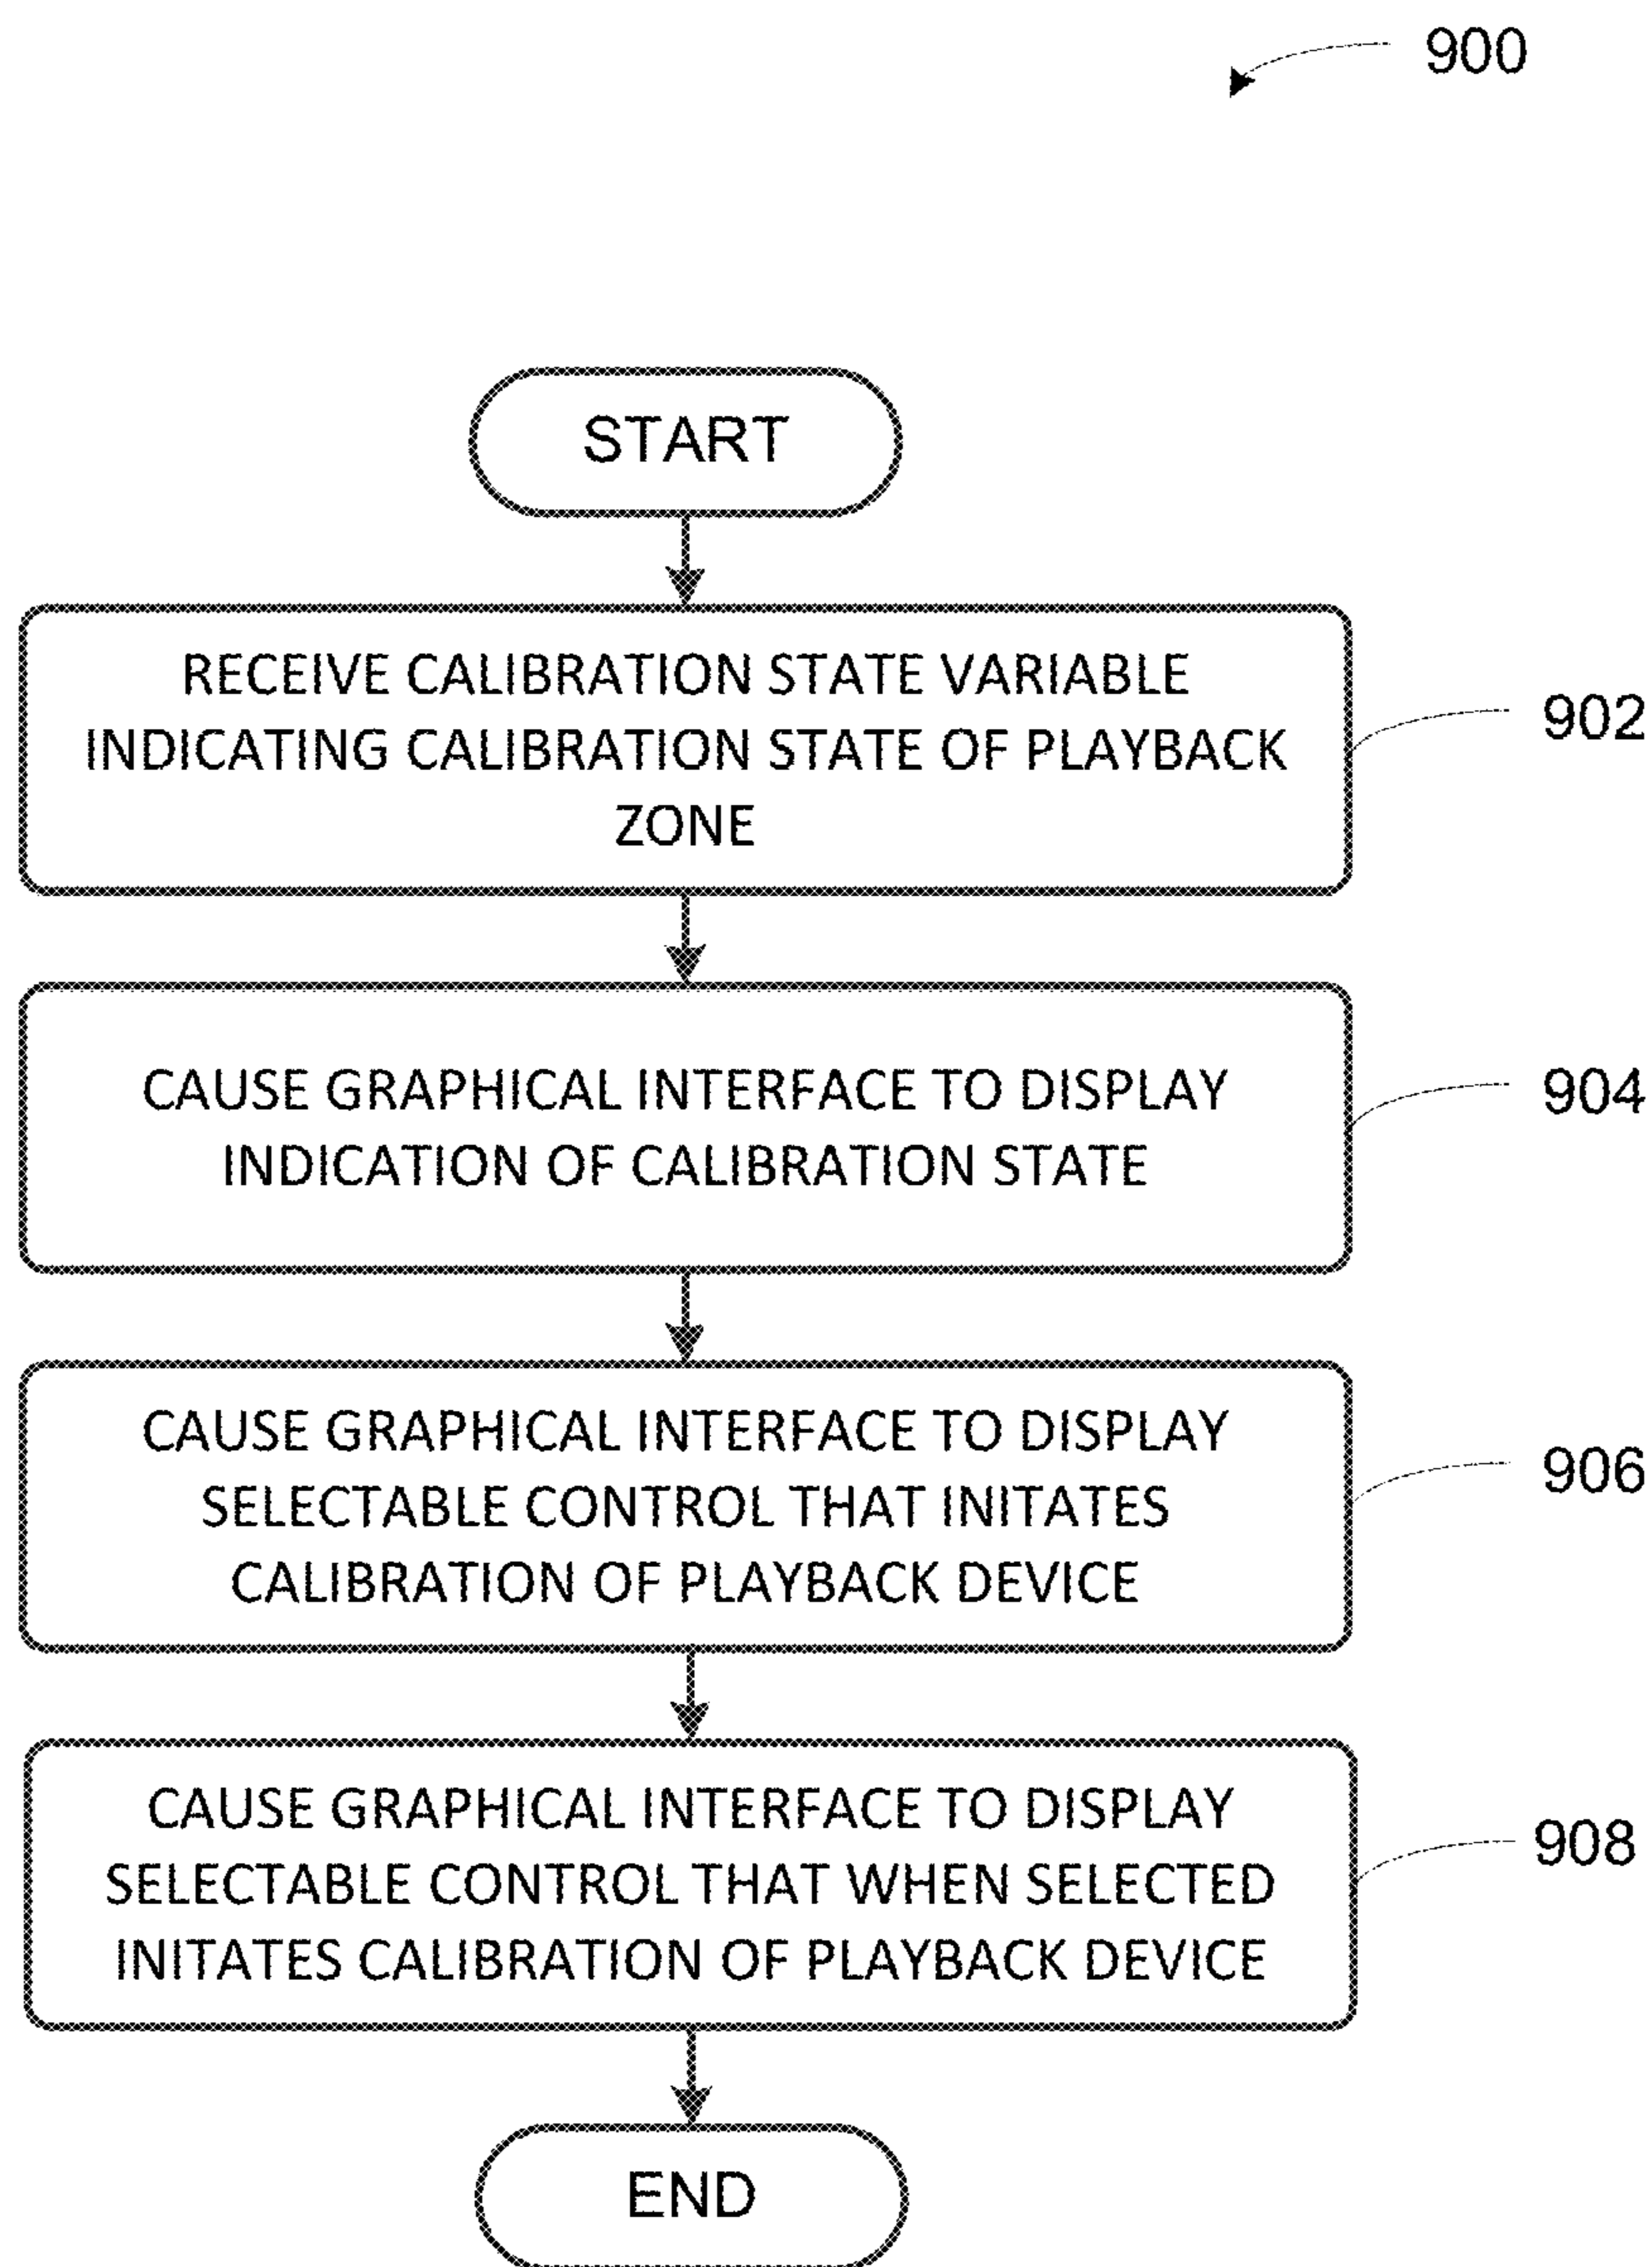 900
START
RECEIVE CALIBRATION STATE VARIABLE
INDICATING CALIBRATION STATE OF PLAYBACK
ZONE
902
CAUSE GRAPHICAL INTERFACE TO DISPLAY
INDICATION OF CALIBRATION STATE
904
CAUSE GRAPHICAL INTERFACE TO DISPLAY
SELECTABLE CONTROL THAT INITATES
CALIBRATION OF PLAYBACK DEVICE
906
CAUSE GRAPHICAL INTERFACE TO DISPLAY
SELECTABLE CONTROL THAT WHEN SELECTED
INITATES CALIBRATION OF PLAYBACK DEVICE
908
END